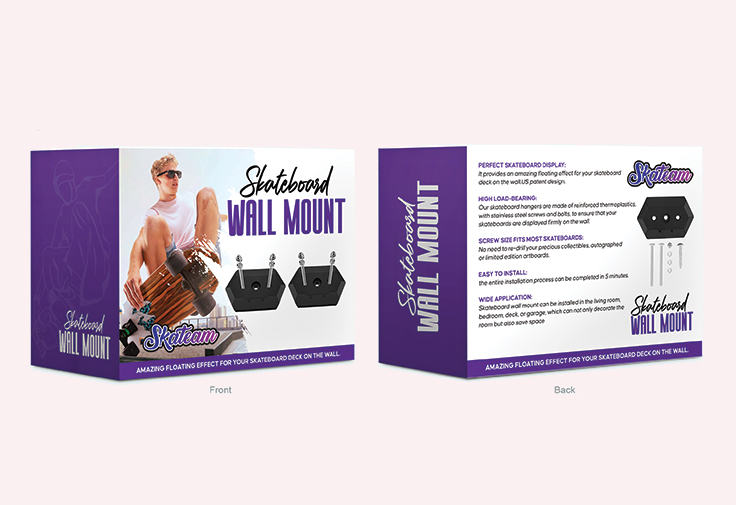 Skateboard
WALL MOUNT
Skateboard
WALL MOUNT
Skateam
AMAZING FLOATING EFFECT FOR YOUR SKATEBOARD DECK ON THE WALL.
Front
Skateboard
WALL MOUNT
PERFECT SKATEBOARD DISPLAY:
It provides an amazing floating effect for your skateboard
deck on the wall.US patent design.
HIGH LOAD-BEARING:
Our skateboard hangers are made of reinforced thermoplastics,
with stainless steel screws and bolts, to ensure that your
skateboards are displayed firmly on the wall.
SCREW SIZE FITS MOST SKATEBOARDS:
No need to re-drill your precious collectibles, autographed
or limited edition artboards.
EASY TO INSTALL:
the entire installation process can be completed in 5 minutes.
WIDE APPLICATION:
Skateboard wall mount can be installed in the living room,
bedroom, deck, or garage, which can not only decorate the
room but also save space
Skateam
Skateboard
WALL MOUNT
AMAZING FLOATING EFFECT FOR YOUR SKATEBOARD DECK ON THE WALL.
Back